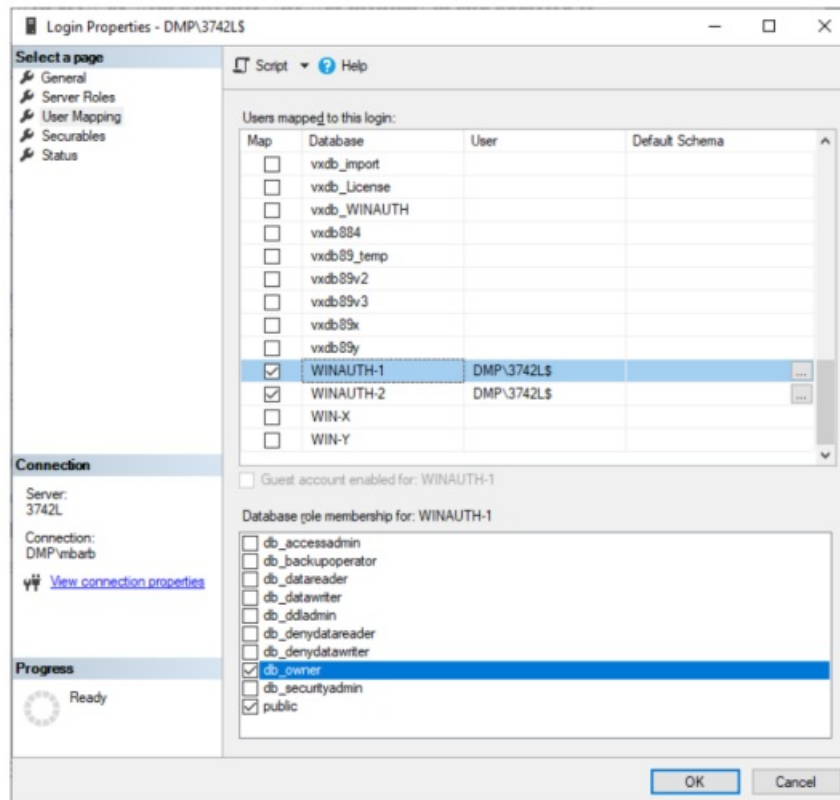 Login Properties - DMP\3742L$
Select a page
General
Server Roles
User Mapping
Securables
Status
Script Help
Users mapped to this login:
Map Database User Default Schema
vxdb_import
vxdb_License
vxdb_WINAUTH
vxdb884
vxdb89_temp
vxdb89v2
vxdb89v3
vxdb89x
vxdb89y
WINAUTH-1 DMP\3742L$ ...
WINAUTH-2 DMP\3742L$ ...
WIN-X
WIN-Y
Guest account enabled for: WINAUTH-1
Database role membership for: WINAUTH-1
db_accessadmin
db_backupoperator
db_datareader
db_datawriter
db_ddladmin
db_denydatareader
db_denydatawriter
db_owner
db_securityadmin
public
Connection
Server:
3742L
Connection:
DMP\mbarb
View connection properties
Progress
Ready
OK Cancel